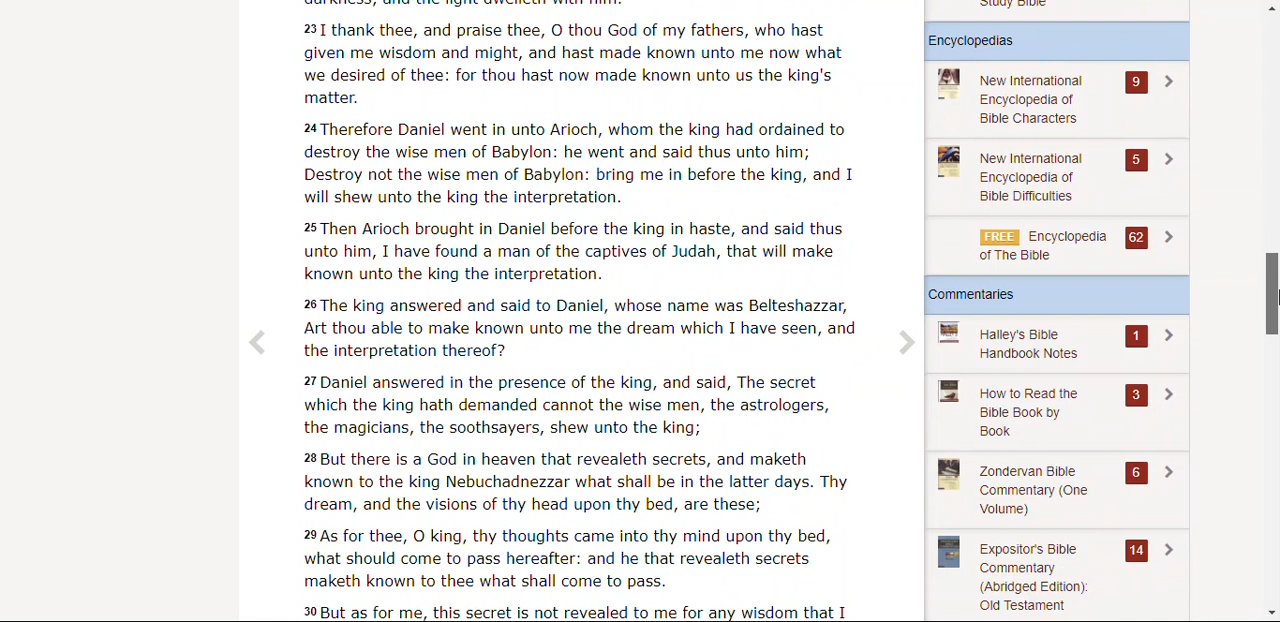 darkness, and the light dwelleth with him.
23 I thank thee, and praise thee, O thou God of my fathers, who hast
given me wisdom and might, and hast made known unto me now what
we desired of thee: for thou hast now made known unto us the king's
matter.
24 Therefore Daniel went in unto Arioch, whom the king had ordained to
destroy the wise men of Babylon: he went and said thus unto him;
Destroy not the wise men of Babylon: bring me in before the king, and I
will shew unto the king the interpretation.
25 Then Arioch brought in Daniel before the king in haste, and said thus
unto him, I have found a man of the captives of Judah, that will make
known unto the king the interpretation.
26 The king answered and said to Daniel, whose name was Belteshazzar,
Art thou able to make known unto me the dream which I have seen, and
the interpretation thereof?
27 Daniel answered in the presence of the king, and said, The secret
which the king hath demanded cannot the wise men, the astrologers,
the magicians, the soothsayers, shew unto the king;
28 But there is a God in heaven that revealeth secrets, and maketh
known to the king Nebuchadnezzar what shall be in the latter days. Thy
dream, and the visions of thy head upon thy bed, are these;
29 As for thee, O king, thy thoughts came into thy mind upon thy bed,
what should come to pass hereafter: and he that revealeth secrets
maketh known to thee what shall come to pass.
30 But as for me, this secret is not revealed to me for any wisdom that I
Study Bible
Encyclopedias
New International
Encyclopedia of
Bible Characters
9
New International
Encyclopedia of
Bible Difficulties
5
FREE Encyclopedia
of The Bible
62
Commentaries
Halley's Bible
Handbook Notes
1
How to Read the
Bible Book by
Book
3
Zondervan Bible
Commentary (One
Volume)
6
Expositor's Bible
Commentary
(Abridged Edition):
Old Testament
14